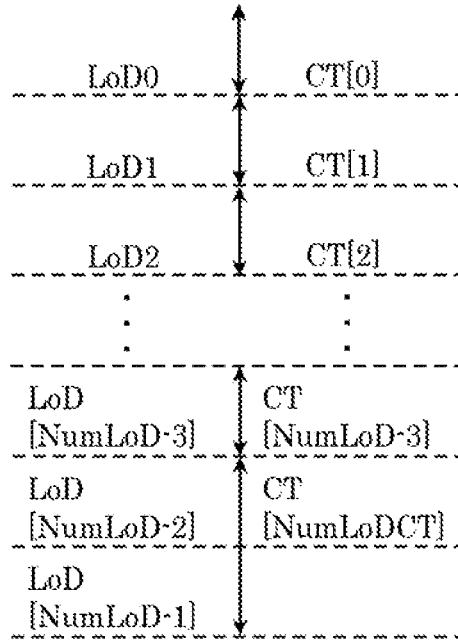 LoD0 CT[0]
LoD1 CT[1]
LoD2 CT[2]
LoD CT
[NumLoD-3] [NumLoD-3]
LoD CT
[NumLoD-2] [NumLoDCT]
LoD
[NumLoD-1]